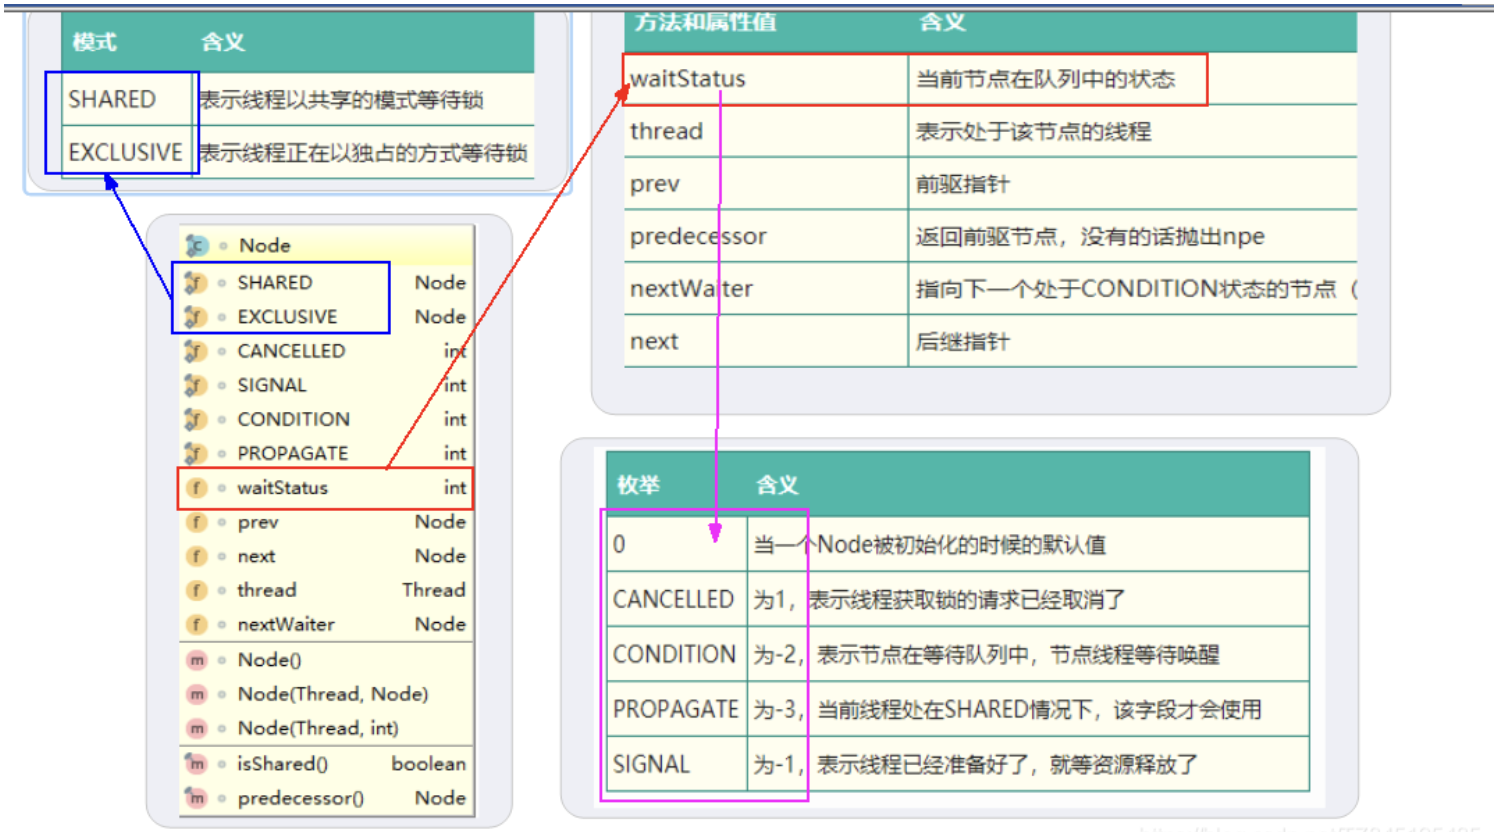 模式 含义
SHARED 表示线程以共享的模式等待锁
EXCLUSIVE 表示线程正在以独占的方式等待锁
方法和属性值 含义
waitStatus 当前节点在队列中的状态
thread 表示处于该节点的线程
prev 前驱指针
predecessor 返回前驱节点，没有的话抛出npe
nextWaiter 指向下一个处于CONDITION状态的节点（
next 后继指针
Node
SHARED Node
EXCLUSIVE Node
CANCELLED int
SIGNAL int
CONDITION int
PROPAGATE int
waitStatus int
prev Node
next Node
thread Thread
nextWaiter Node
Node()
Node(Thread, Node)
Node(Thread, int)
isShared() boolean
predecessor() Node
枚举 含义
0 当一个Node被初始化的时候的默认值
CANCELLED 为1，表示线程获取锁的请求已经取消了
CONDITION 为-2，表示节点在等待队列中，节点线程等待唤醒
PROPAGATE 为-3，当前线程处在SHARED情况下，该字段才会使用
SIGNAL 为-1，表示线程已经准备好了，就等资源释放了